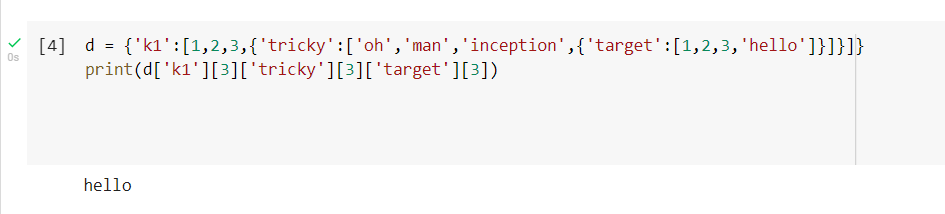 [4] d = {'k1':[1,2,3,{'tricky':['oh','man','inception',{'target':[1,2,3,'hello']}]}]}
0s print(d['k1'][3]['tricky'][3]['target'][3])
hello